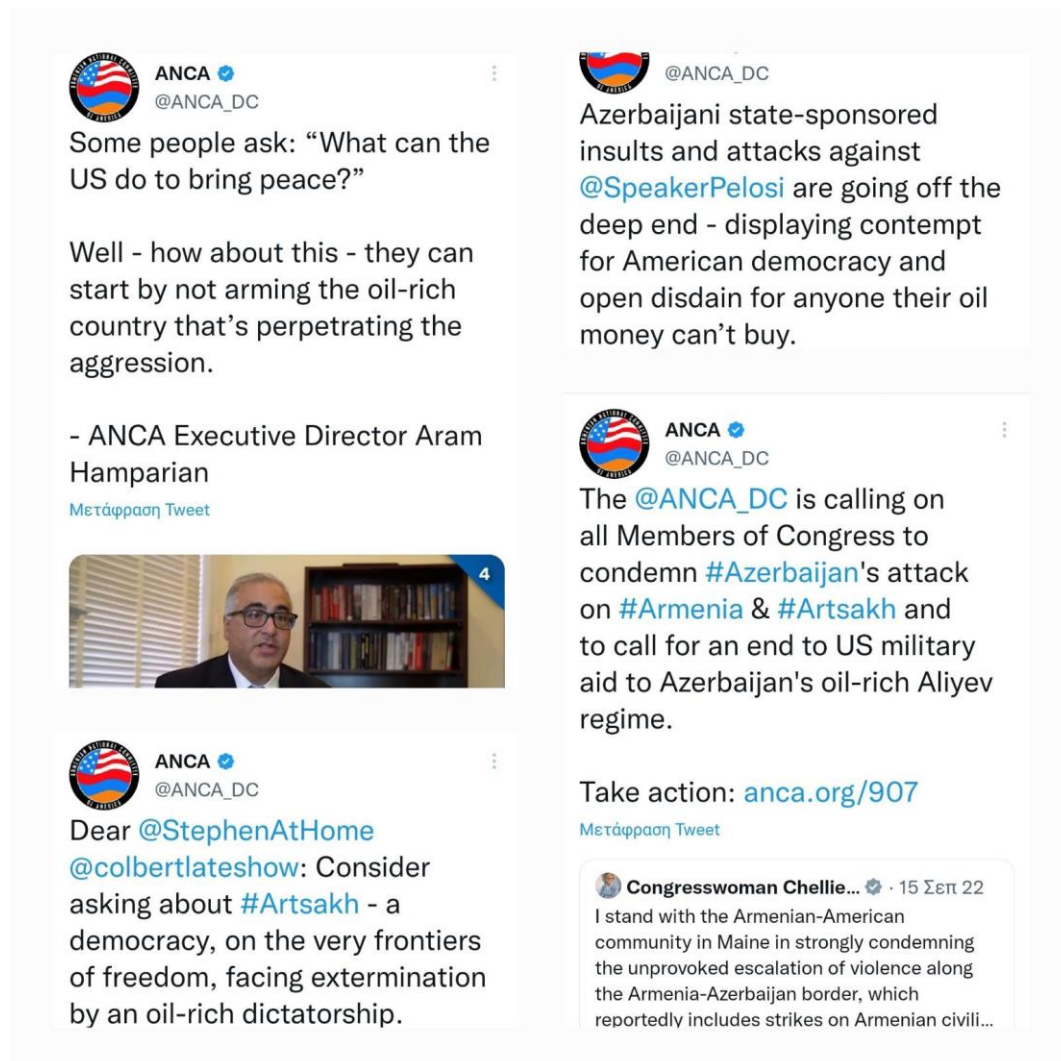 ANCA
@ANCA_DC
Some people ask: “What can the
US do to bring peace?”
Well - how about this - they can
start by not arming the oil-rich
country that’s perpetrating the
aggression.
- ANCA Executive Director Aram
Hamparian
Μετάφραση Tweet
4
ANCA
@ANCA_DC
Dear @StephenAtHome
@colbertlateshow: Consider
asking about #Artsakh - a
democracy, on the very frontiers
of freedom, facing extermination
by an oil-rich dictatorship.
@ANCA_DC
Azerbaijani state-sponsored
insults and attacks against
@SpeakerPelosi are going off the
deep end - displaying contempt
for American democracy and
open disdain for anyone their oil
money can’t buy.
ANCA
@ANCA_DC
The @ANCA_DC is calling on
all Members of Congress to
condemn #Azerbaijan's attack
on #Armenia & #Artsakh and
to call for an end to US military
aid to Azerbaijan's oil-rich Aliyev
regime.
Take action: anca.org/907
Μετάφραση Tweet
Congresswoman Chellie... · 15 Σεπ 22
I stand with the Armenian-American
community in Maine in strongly condemning
the unprovoked escalation of violence along
the Armenia-Azerbaijan border, which
reportedly includes strikes on Armenian civili...